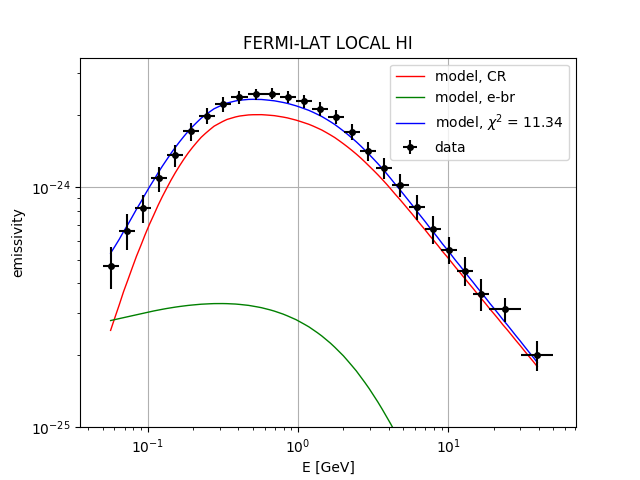 FERMI-LAT LOCAL HI
model, CR
model, e-br
model, χ² = 11.34
data
emissivity
10⁻²⁴
10⁻²⁵
10⁻¹
10⁰
10¹
E [GeV]